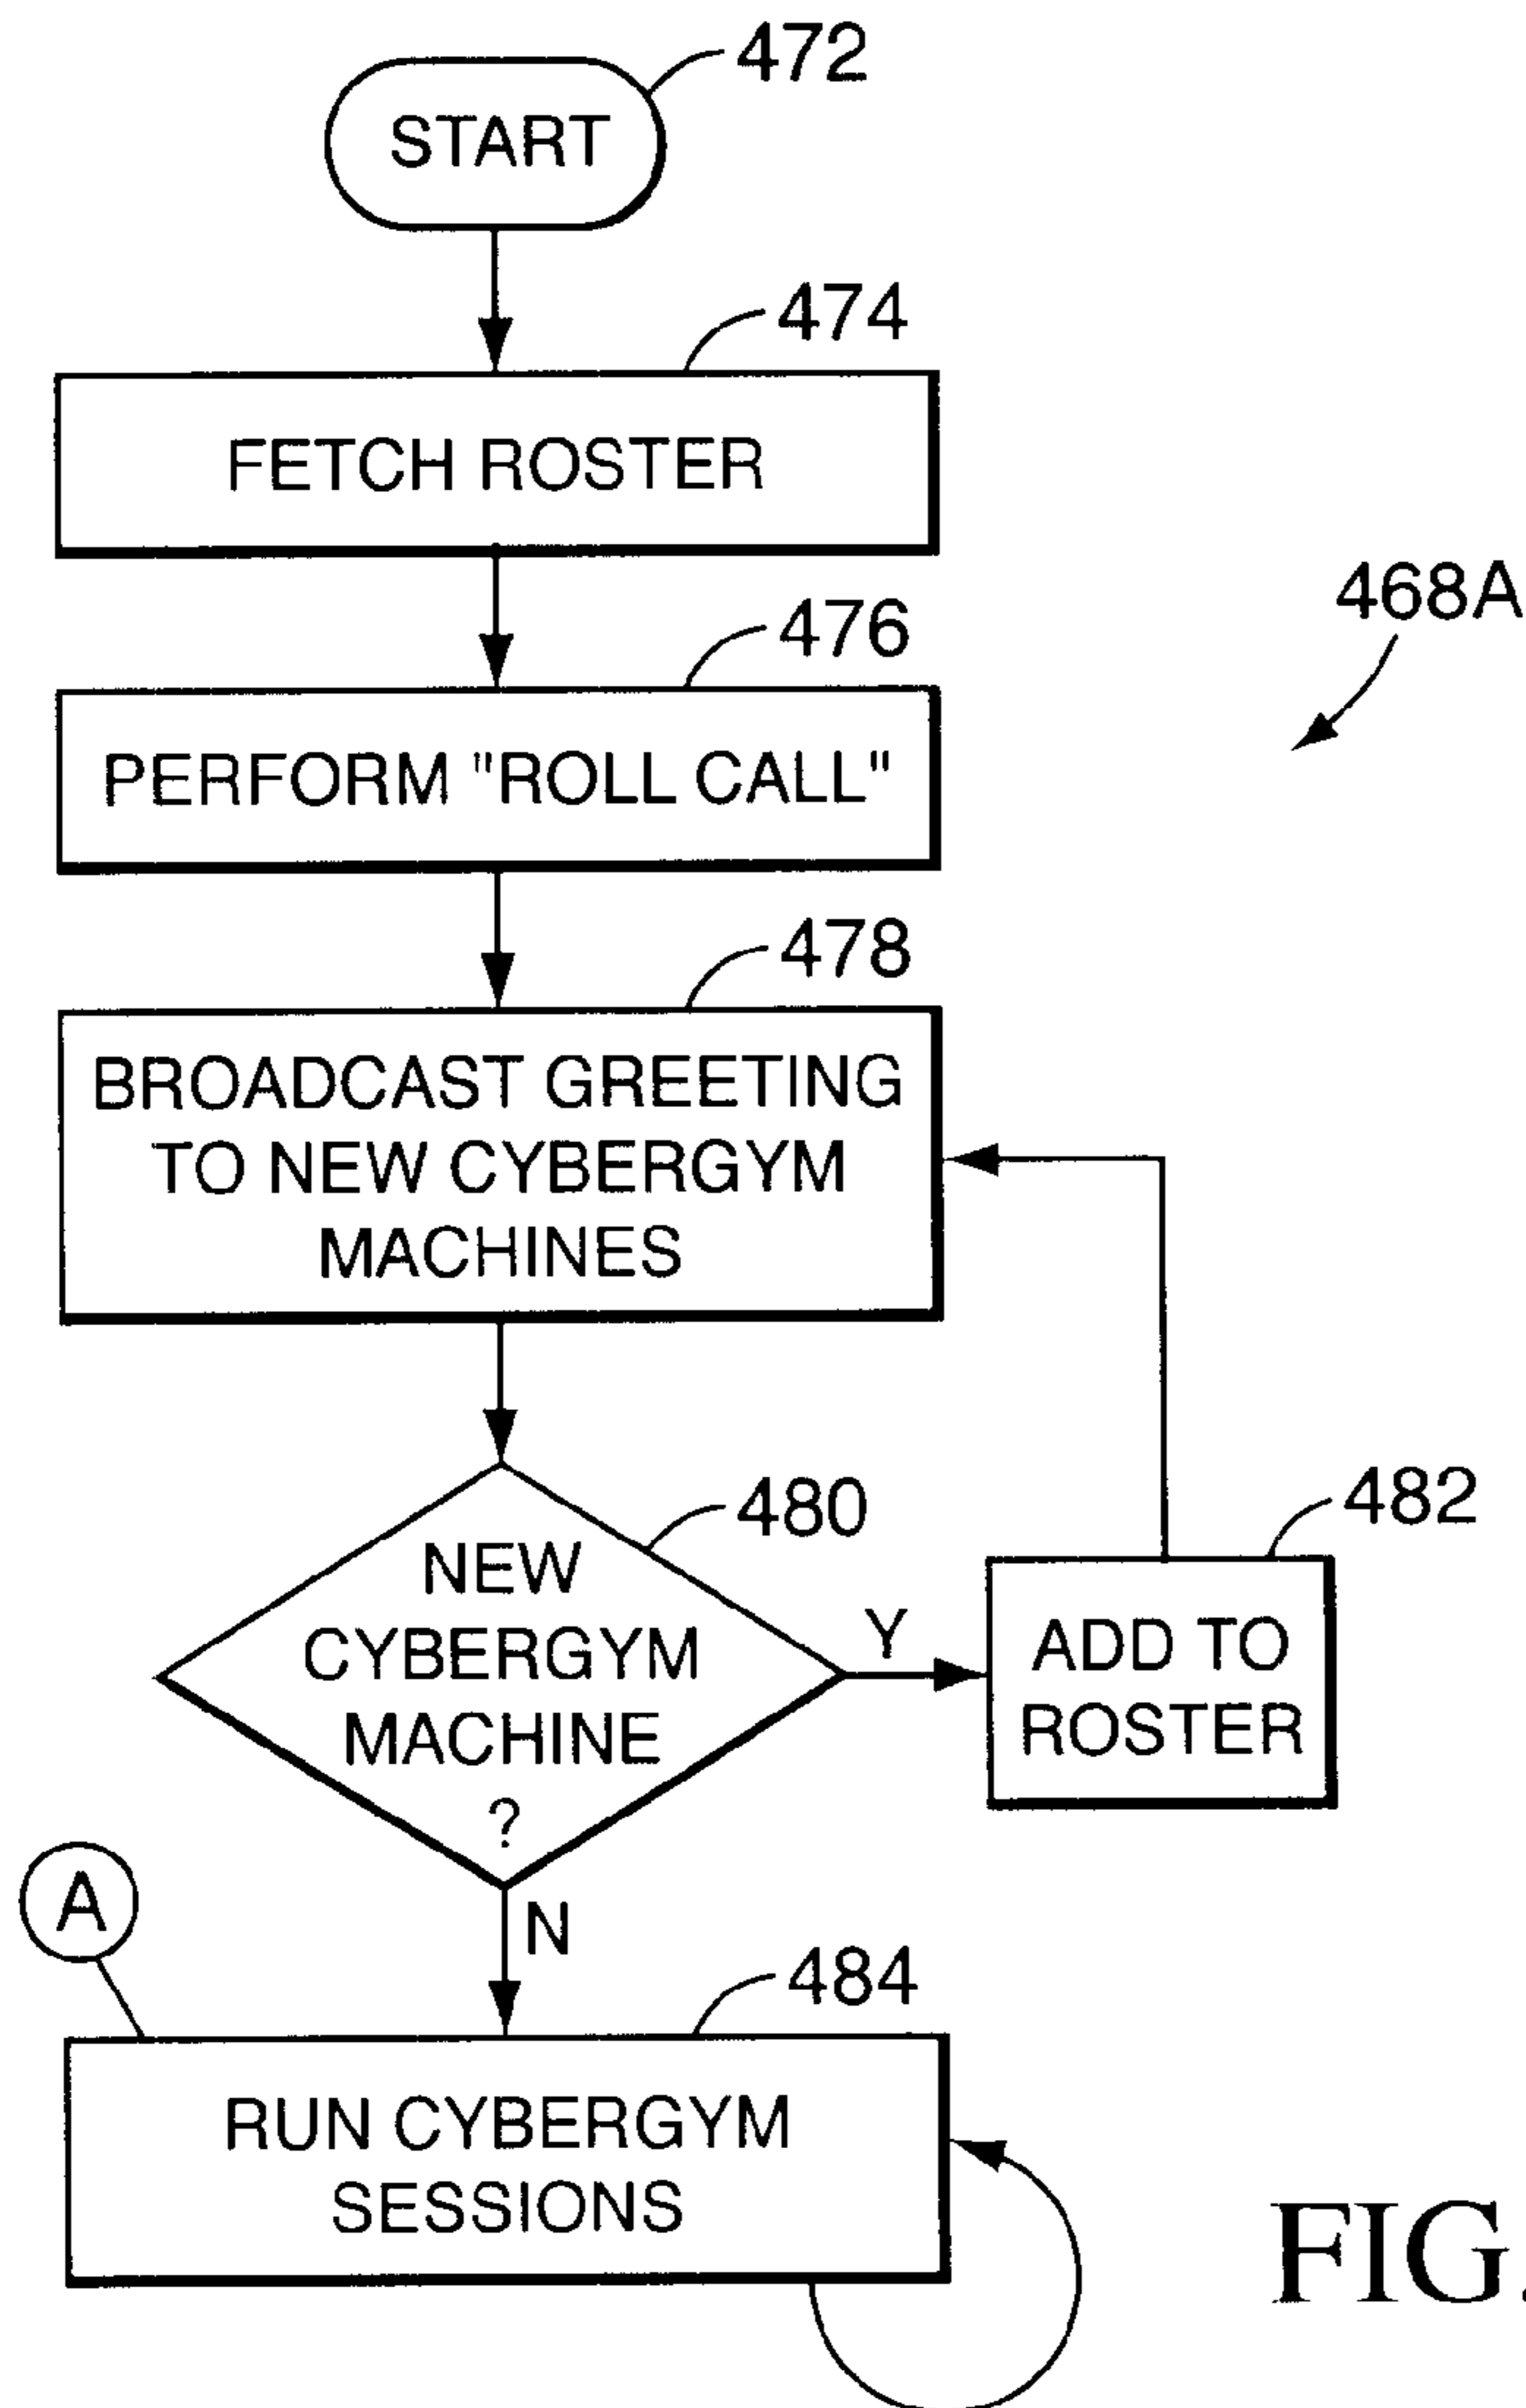 472
START
474
FETCH ROSTER
468A
476
PERFORM "ROLL CALL"
478
BROADCAST GREETING
TO NEW CYBERGYM
MACHINES
480
NEW
CYBERGYM
MACHINE
?
Y
482
ADD TO
ROSTER
N
A
484
RUN CYBERGYM
SESSIONS
FIG.